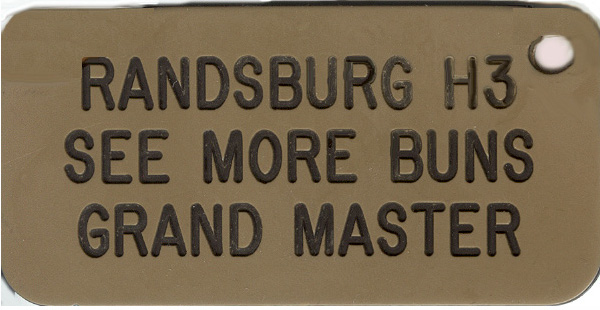 RANDSBURG H3
SEE MORE BUNS
GRAND MASTER